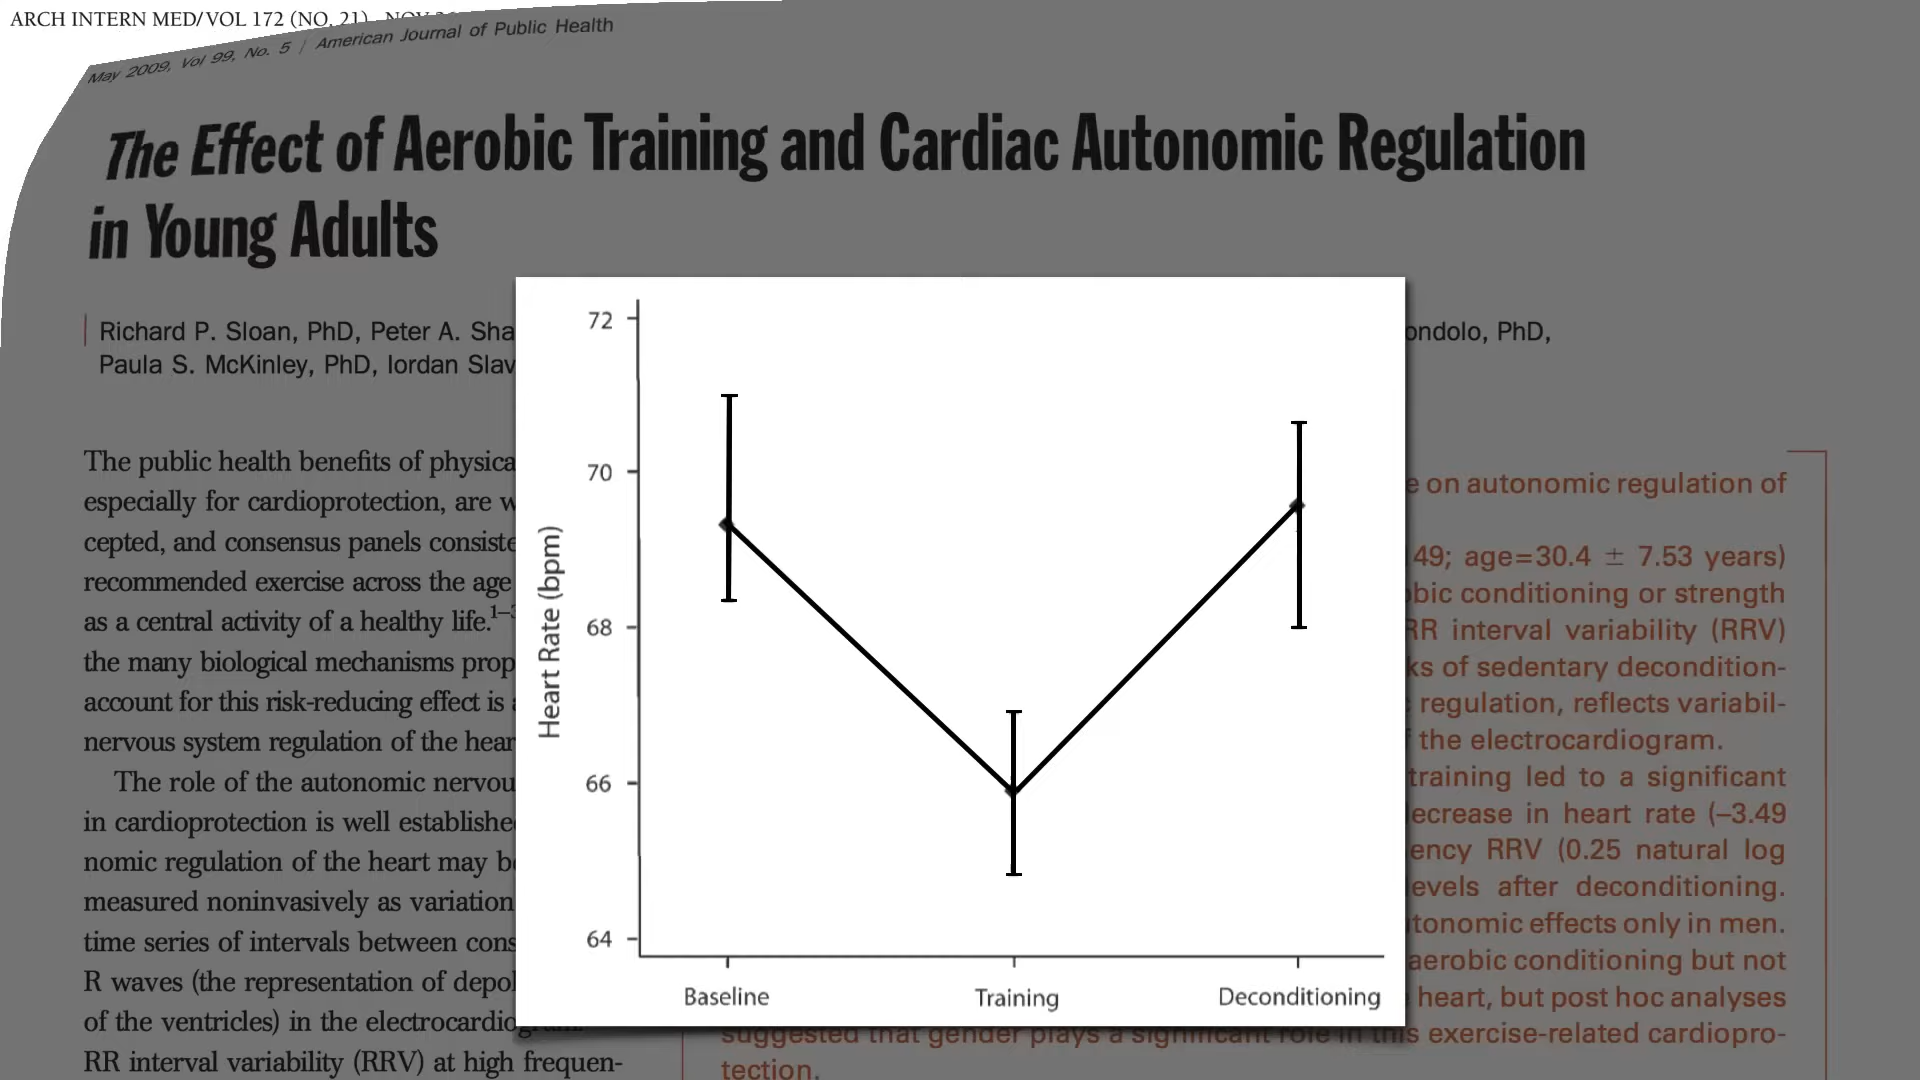 ARCH INTERN MED/VOL 172 (NO. 21)
May 2009, Vol 99, No. 5 / American Journal of Public Health
The Effect of Aerobic Training and Cardiac Autonomic Regulation
in Young Adults
Richard P. Sloan, PhD, Peter A. Sha
ondolo, PhD,
Paula S. McKinley, PhD, Iordan Slav
The public health benefits of physica
especially for cardioprotection, are w
cepted, and consensus panels consiste
recommended exercise across the age
as a central activity of a healthy life.1–3
the many biological mechanisms prop
account for this risk-reducing effect is
nervous system regulation of the hear
The role of the autonomic nervou
in cardioprotection is well establishe
nomic regulation of the heart may b
measured noninvasively as variation
time series of intervals between cons
R waves (the representation of depol
of the ventricles) in the electrocardiogram.
RR interval variability (RRV) at high frequen-
72
70
68
66
64
Heart Rate (bpm)
Baseline
Training
Deconditioning
e on autonomic regulation of
49; age=30.4 ± 7.53 years)
obic conditioning or strength
RR interval variability (RRV)
ks of sedentary decondition-
regulation, reflects variabil-
the electrocardiogram.
training led to a significant
ecrease in heart rate (–3.49
ency RRV (0.25 natural log
evels after deconditioning.
tonomic effects only in men.
aerobic conditioning but not
heart, but post hoc analyses
suggested that gender plays a significant role in this exercise-related cardiopro-
tection.